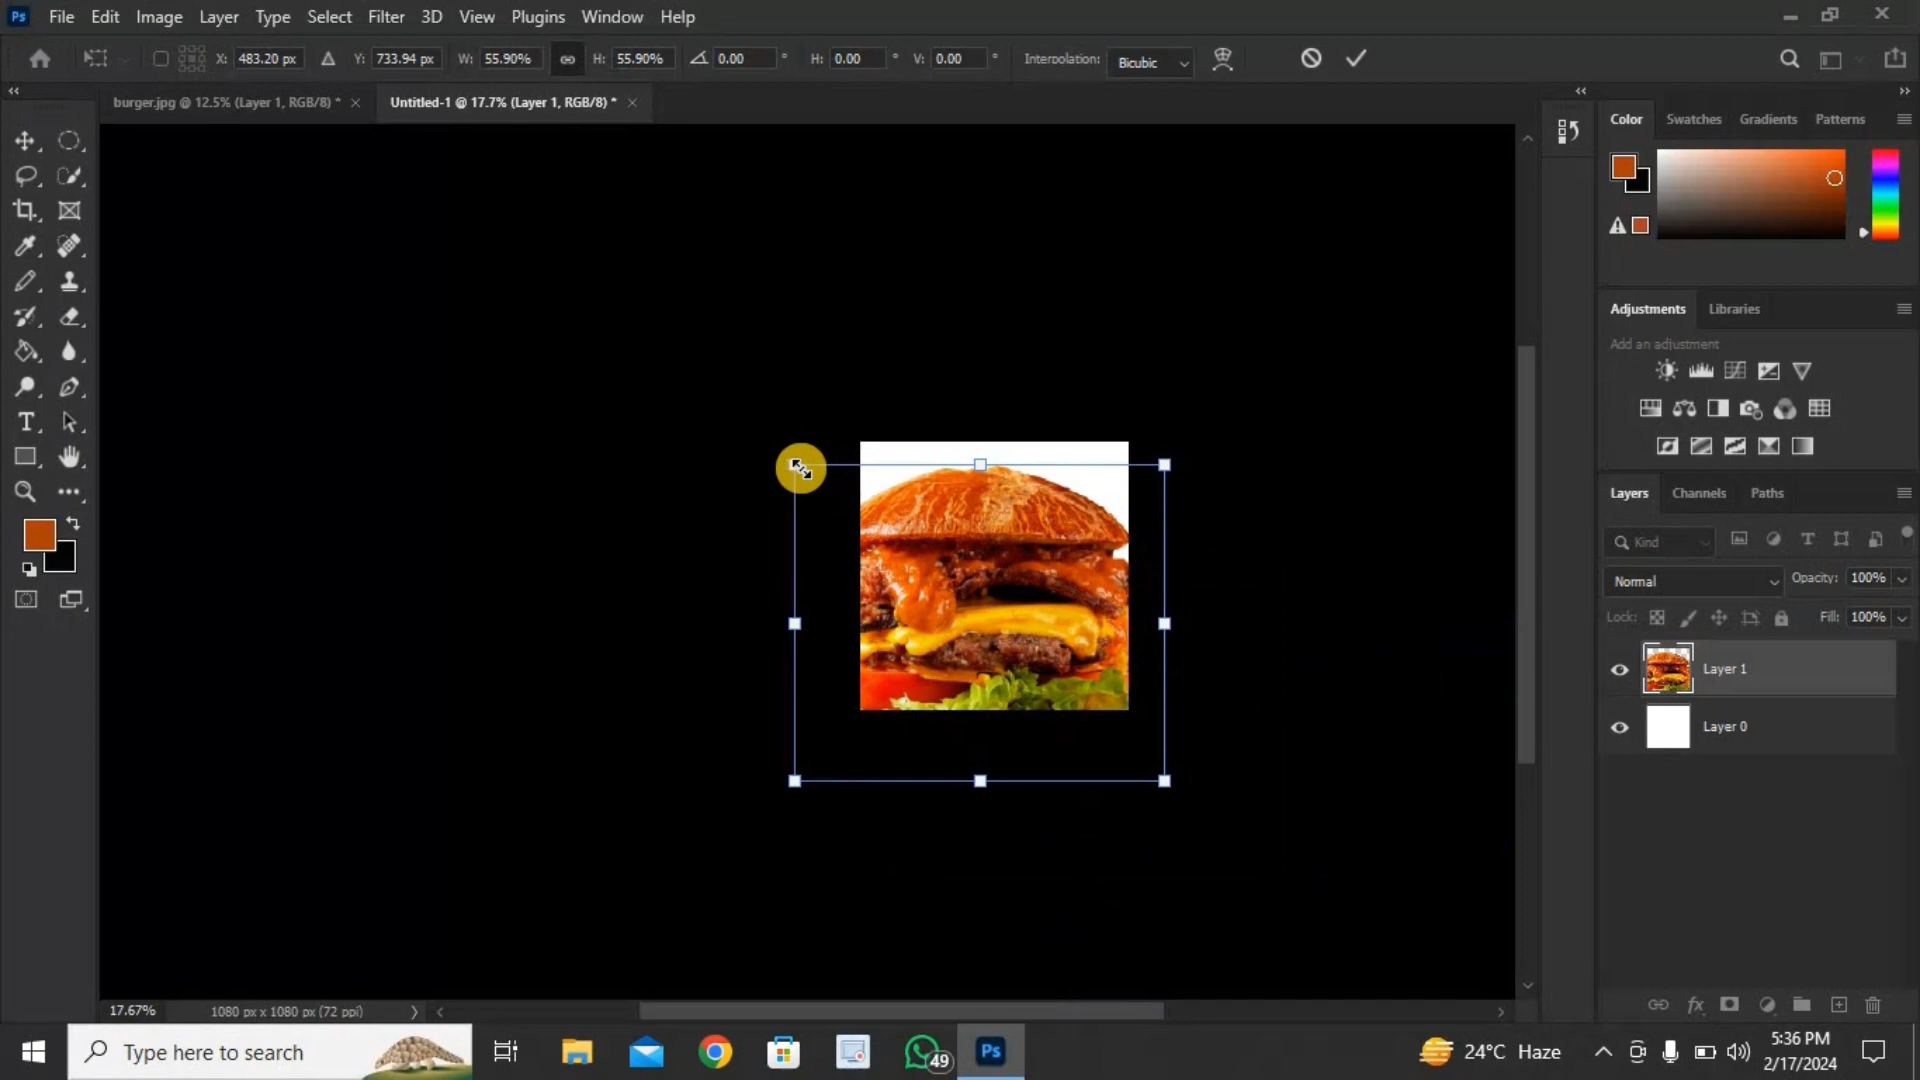 Ps File Edit Image Layer Type Select Filter 3D View Plugins Window Help
X: 483.20 px Y: 733.94 px W: 55.90% H: 55.90% 0.00 ° H: 0.00 ° V: 0.00 ° Interpolation: Bicubic
burger.jpg @ 12.5% (Layer 1, RGB/8) * Untitled-1 @ 17.7% (Layer 1, RGB/8) *
Color Swatches Gradients Patterns
Adjustments Libraries
Add an adjustment
Layers Channels Paths
Kind
Normal Opacity: 100%
Lock: Fill: 100%
Layer 1
Layer 0
17.67% 1080 px x 1080 px (72 ppi)
Type here to search 49 Ps 24°C Haze 5:36 PM
2/17/2024